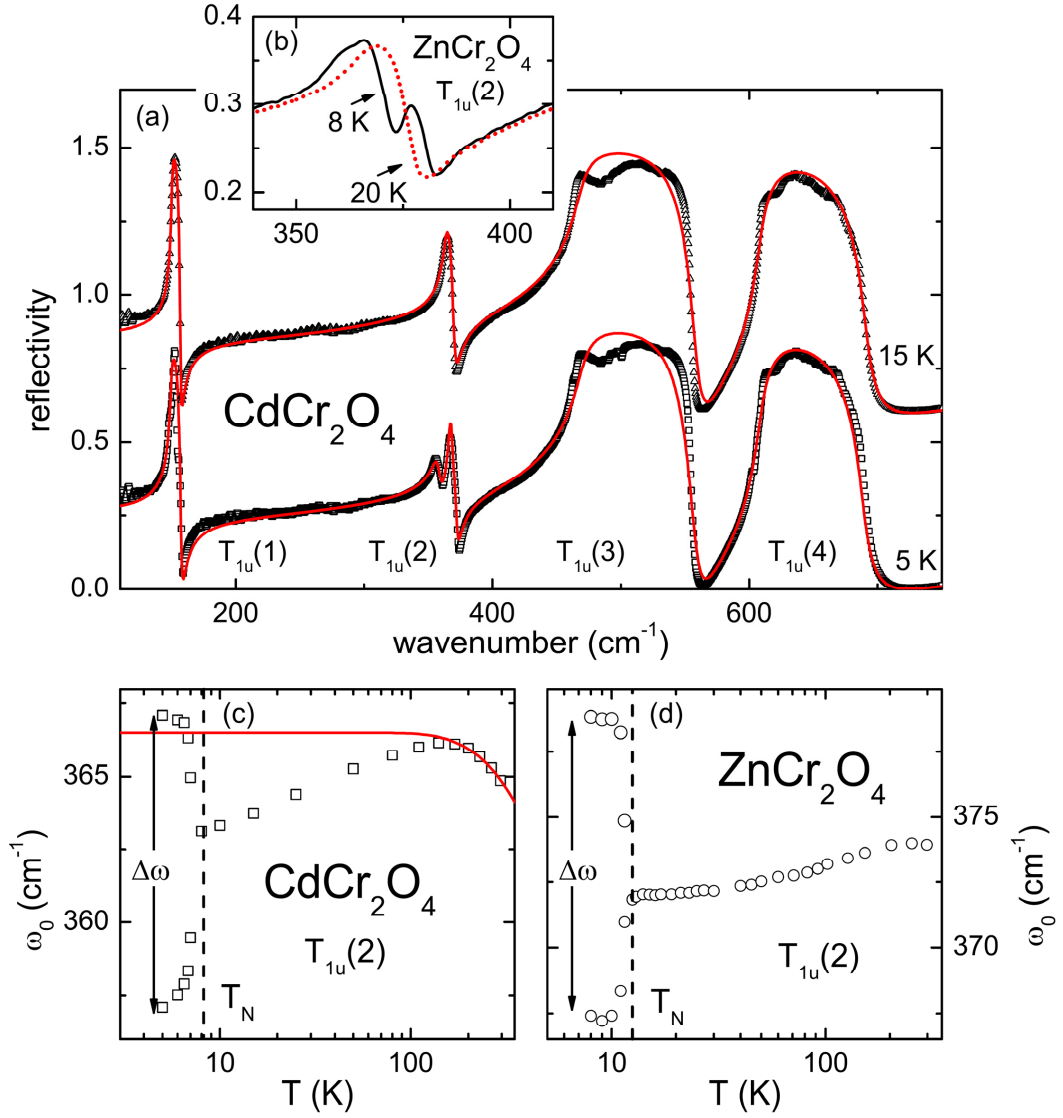 0.4
(b)
ZnCr₂O₄
T₁ᵤ(2)
0.3
8 K
0.2
20 K
350
400
(a)
1.5
1.0
0.5
0.0
reflectivity
CdCr₂O₄
15 K
5 K
T₁ᵤ(1)
T₁ᵤ(2)
T₁ᵤ(3)
T₁ᵤ(4)
200
400
600
wavenumber (cm⁻¹)
(c)
365
360
ω₀ (cm⁻¹)
Δω
CdCr₂O₄
T₁ᵤ(2)
T_N
10
100
T (K)
(d)
ZnCr₂O₄
375
370
ω₀ (cm⁻¹)
Δω
T₁ᵤ(2)
T_N
10
100
T (K)